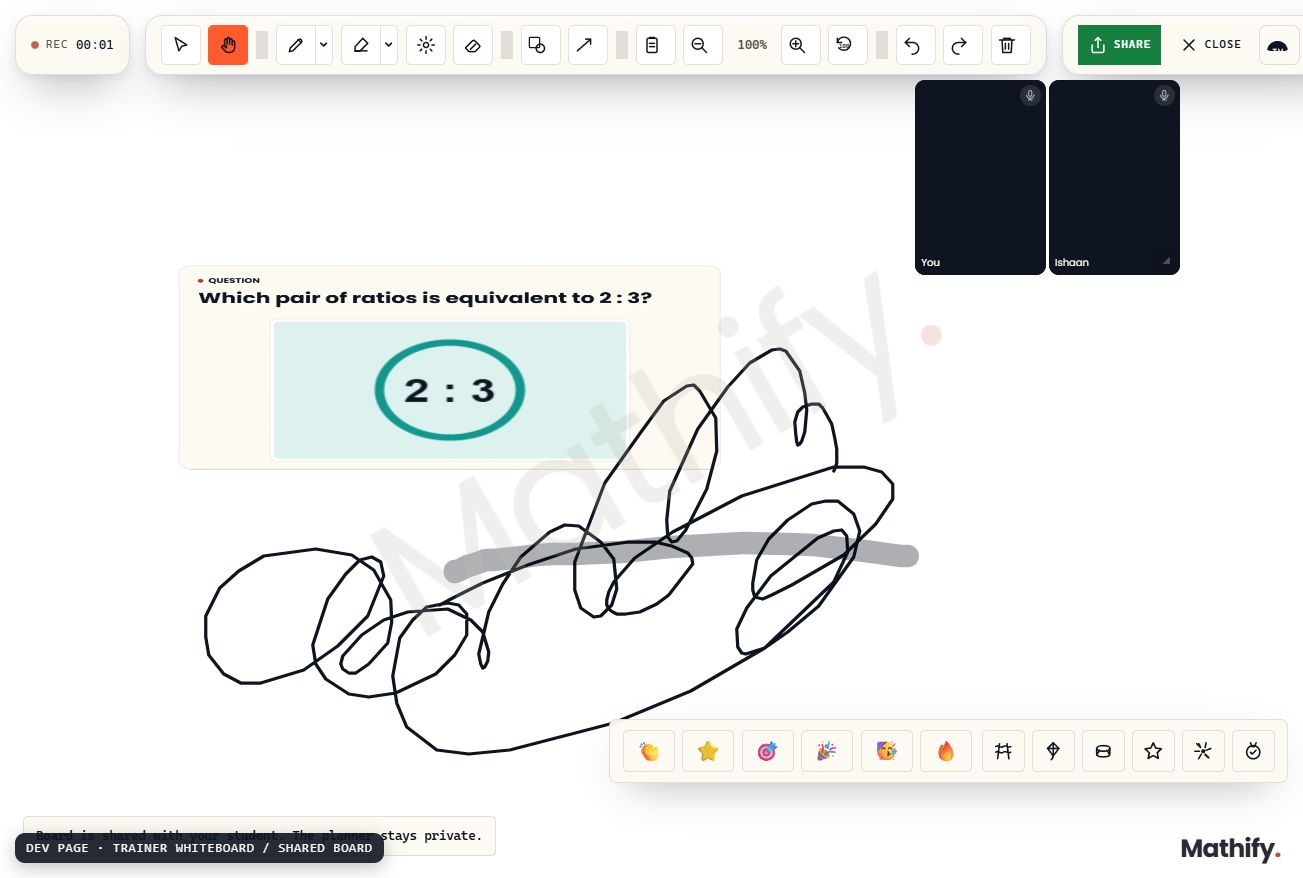 REC 00:01
100%
SHARE
CLOSE
You
Ishaan
QUESTION
Which pair of ratios is equivalent to 2 : 3?
2 : 3
Mathify.
Board is shared with your student. The planner stays private.
DEV PAGE · TRAINER WHITEBOARD / SHARED BOARD
Mathify.